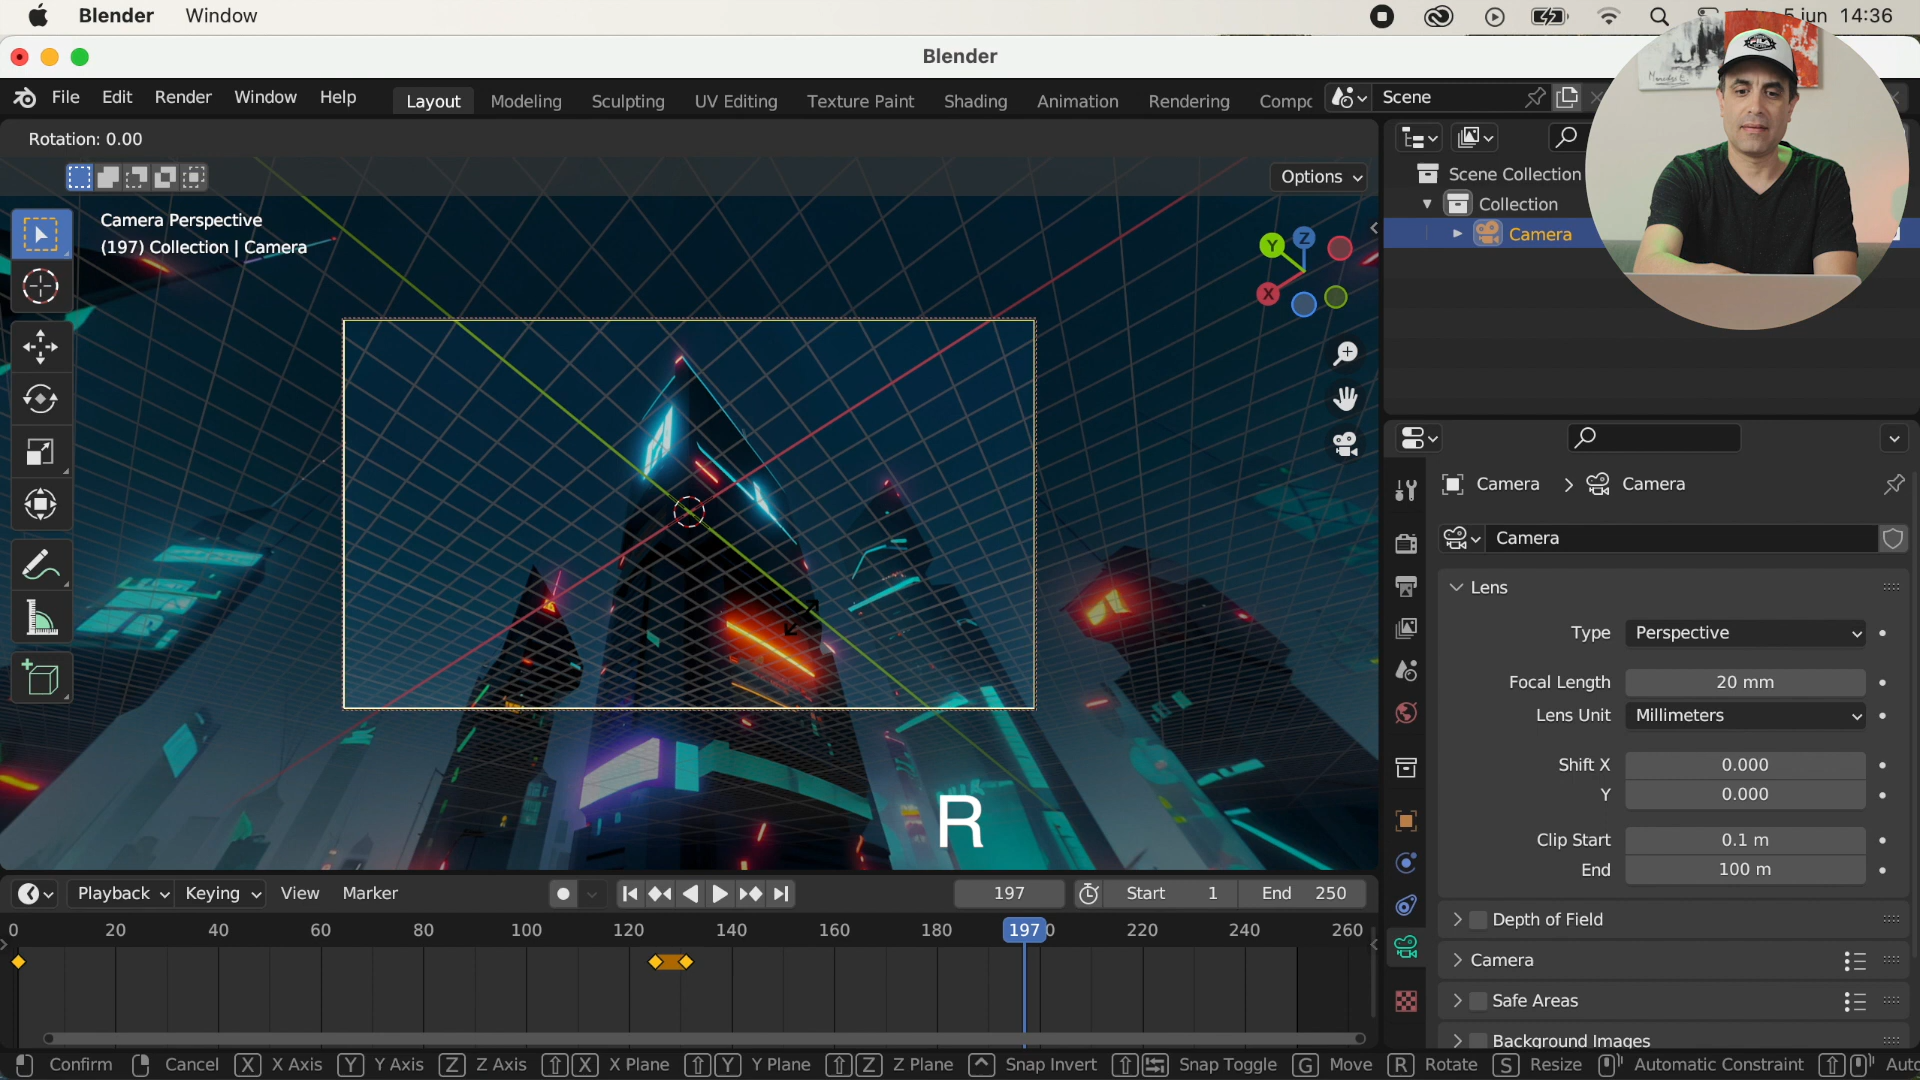 Blender Window
5 jun 14:36
Blender
File Edit Render Window Help
Layout Modeling Sculpting UV Editing Texture Paint Shading Animation Rendering Compc
Scene
Rotation: 0.00
Options
Camera Perspective
(197) Collection | Camera
Y Z X
Scene Collection
Collection
Camera
FILA
Camera > Camera
Camera
Lens
Type Perspective
Focal Length 20 mm
Lens Unit Millimeters
Shift X 0.000
Y 0.000
Clip Start 0.1 m
End 100 m
Depth of Field
Camera
Safe Areas
Background Images
R
Playback Keying View Marker
197 Start 1 End 250
0 20 40 60 80 100 120 140 160 180 197 0 220 240 260
Confirm Cancel X X Axis Y Y Axis Z Z Axis X X Plane Y Y Plane Z Z Plane Snap Invert Snap Toggle G Move R Rotate S Resize Automatic Constraint Auto